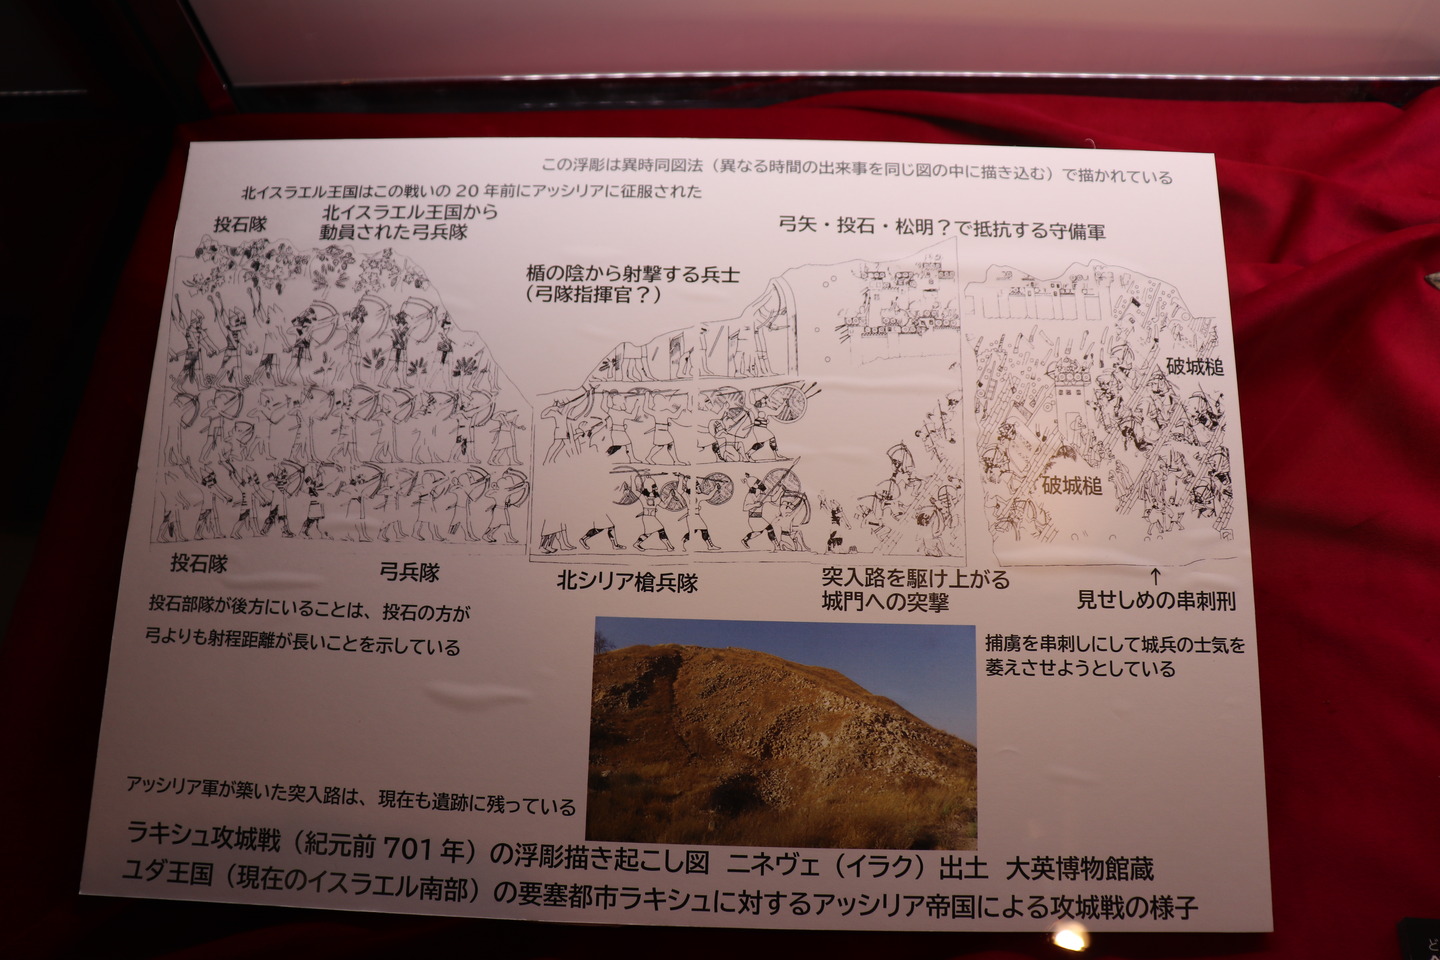 この浮彫は異時同図法（異なる時間の出来事を同じ図の中に描き込む）で描かれている
北イスラエル王国はこの戦いの20年前にアッシリアに征服された
投石隊
北イスラエル王国から
動員された弓兵隊
弓矢・投石・松明？で抵抗する守備軍
楯の陰から射撃する兵士
（弓隊指揮官？）
破城槌
破城槌
投石隊
弓兵隊
北シリア槍兵隊
突入路を駆け上がる
城門への突撃
↑
見せしめの串刺刑
投石部隊が後方にいることは、投石の方が
弓よりも射程距離が長いことを示している
捕虜を串刺しにして城兵の士気を
萎えさせようとしている
アッシリア軍が築いた突入路は、現在も遺跡に残っている
ラキシュ攻城戦（紀元前701年）の浮彫描き起こし図 ニネヴェ（イラク）出土 大英博物館蔵
ユダ王国（現在のイスラエル南部）の要塞都市ラキシュに対するアッシリア帝国による攻城戦の様子